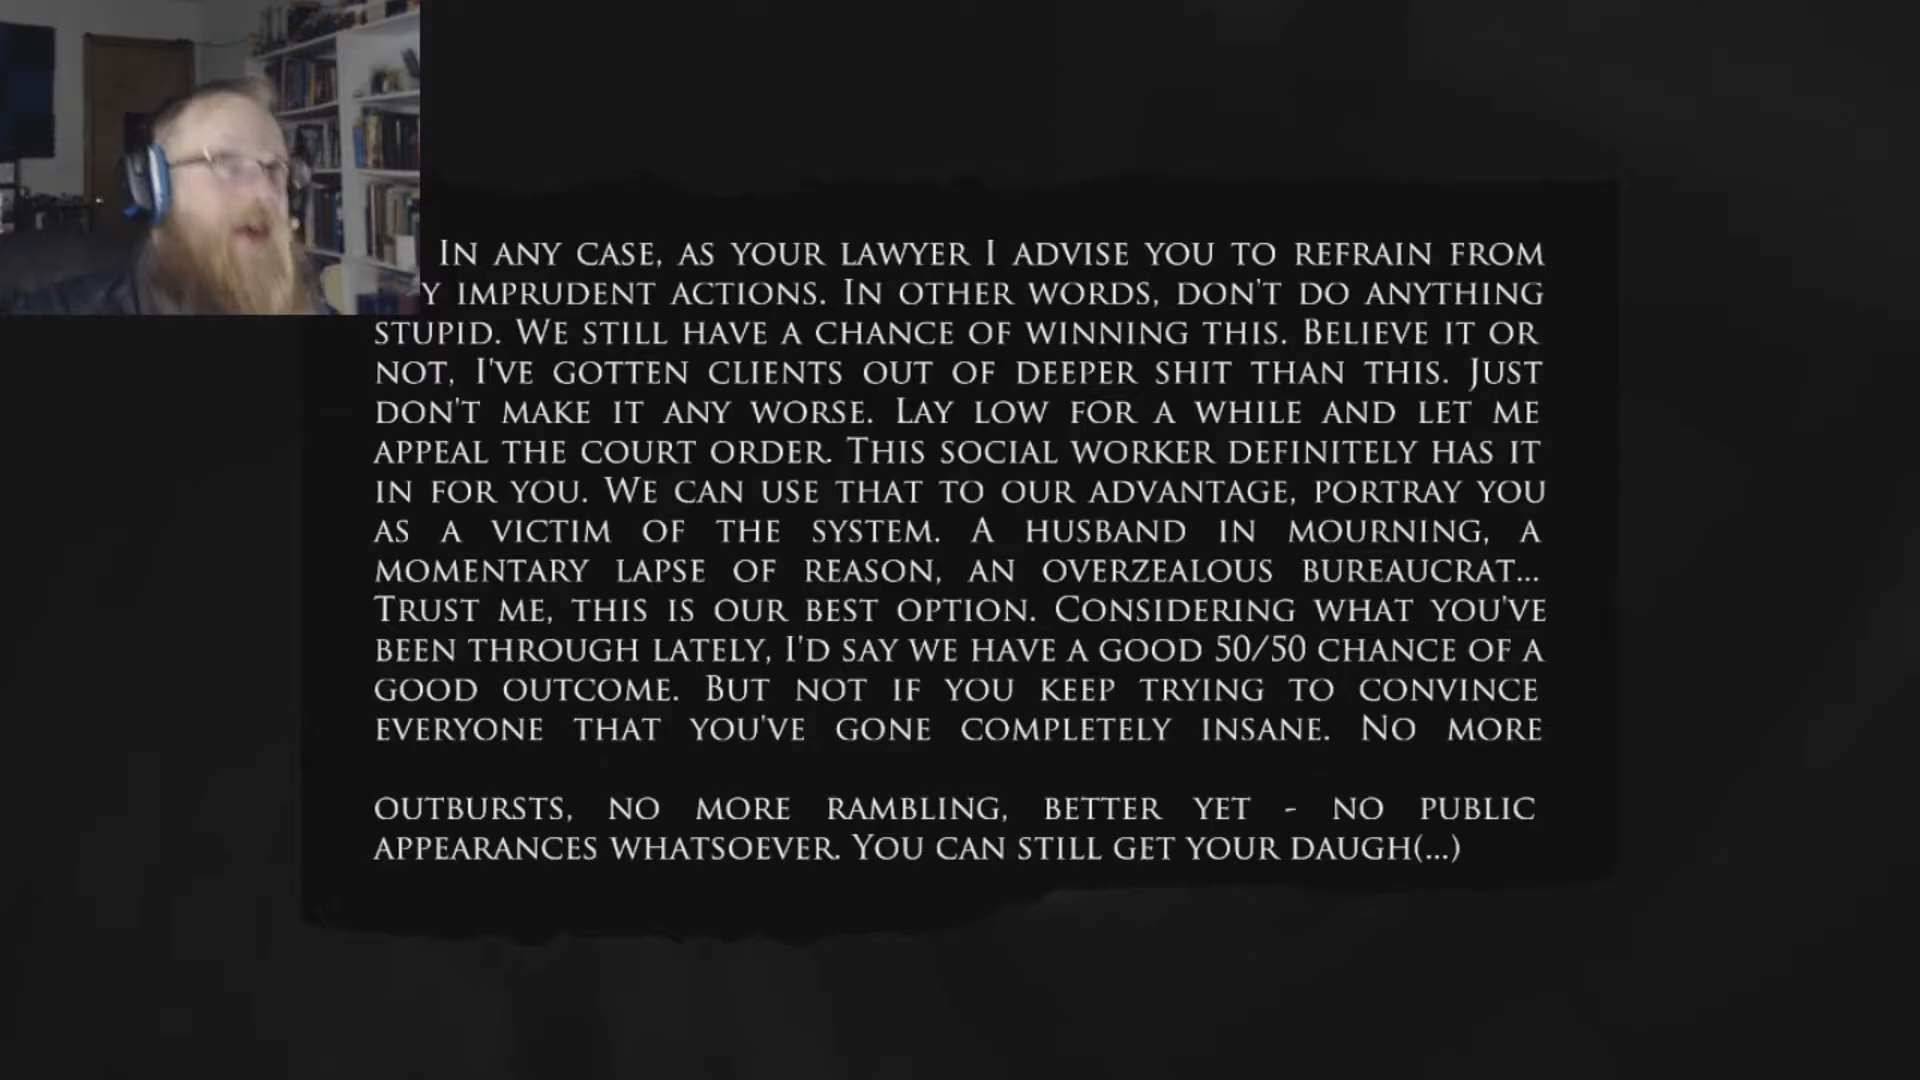 In any case, as your lawyer I advise you to refrain from
y imprudent actions. In other words, don't do anything
stupid. We still have a chance of winning this. Believe it or
not, I've gotten clients out of deeper shit than this. Just
don't make it any worse. Lay low for a while and let me
appeal the court order. This social worker definitely has it
in for you. We can use that to our advantage, portray you
as a victim of the system. A husband in mourning, a
momentary lapse of reason, an overzealous bureaucrat...
Trust me, this is our best option. Considering what you've
been through lately, I'd say we have a good 50/50 chance of a
good outcome. But not if you keep trying to convince
everyone that you've gone completely insane. No more
outbursts, no more rambling, better yet - no public
appearances whatsoever. You can still get your daugh(...)